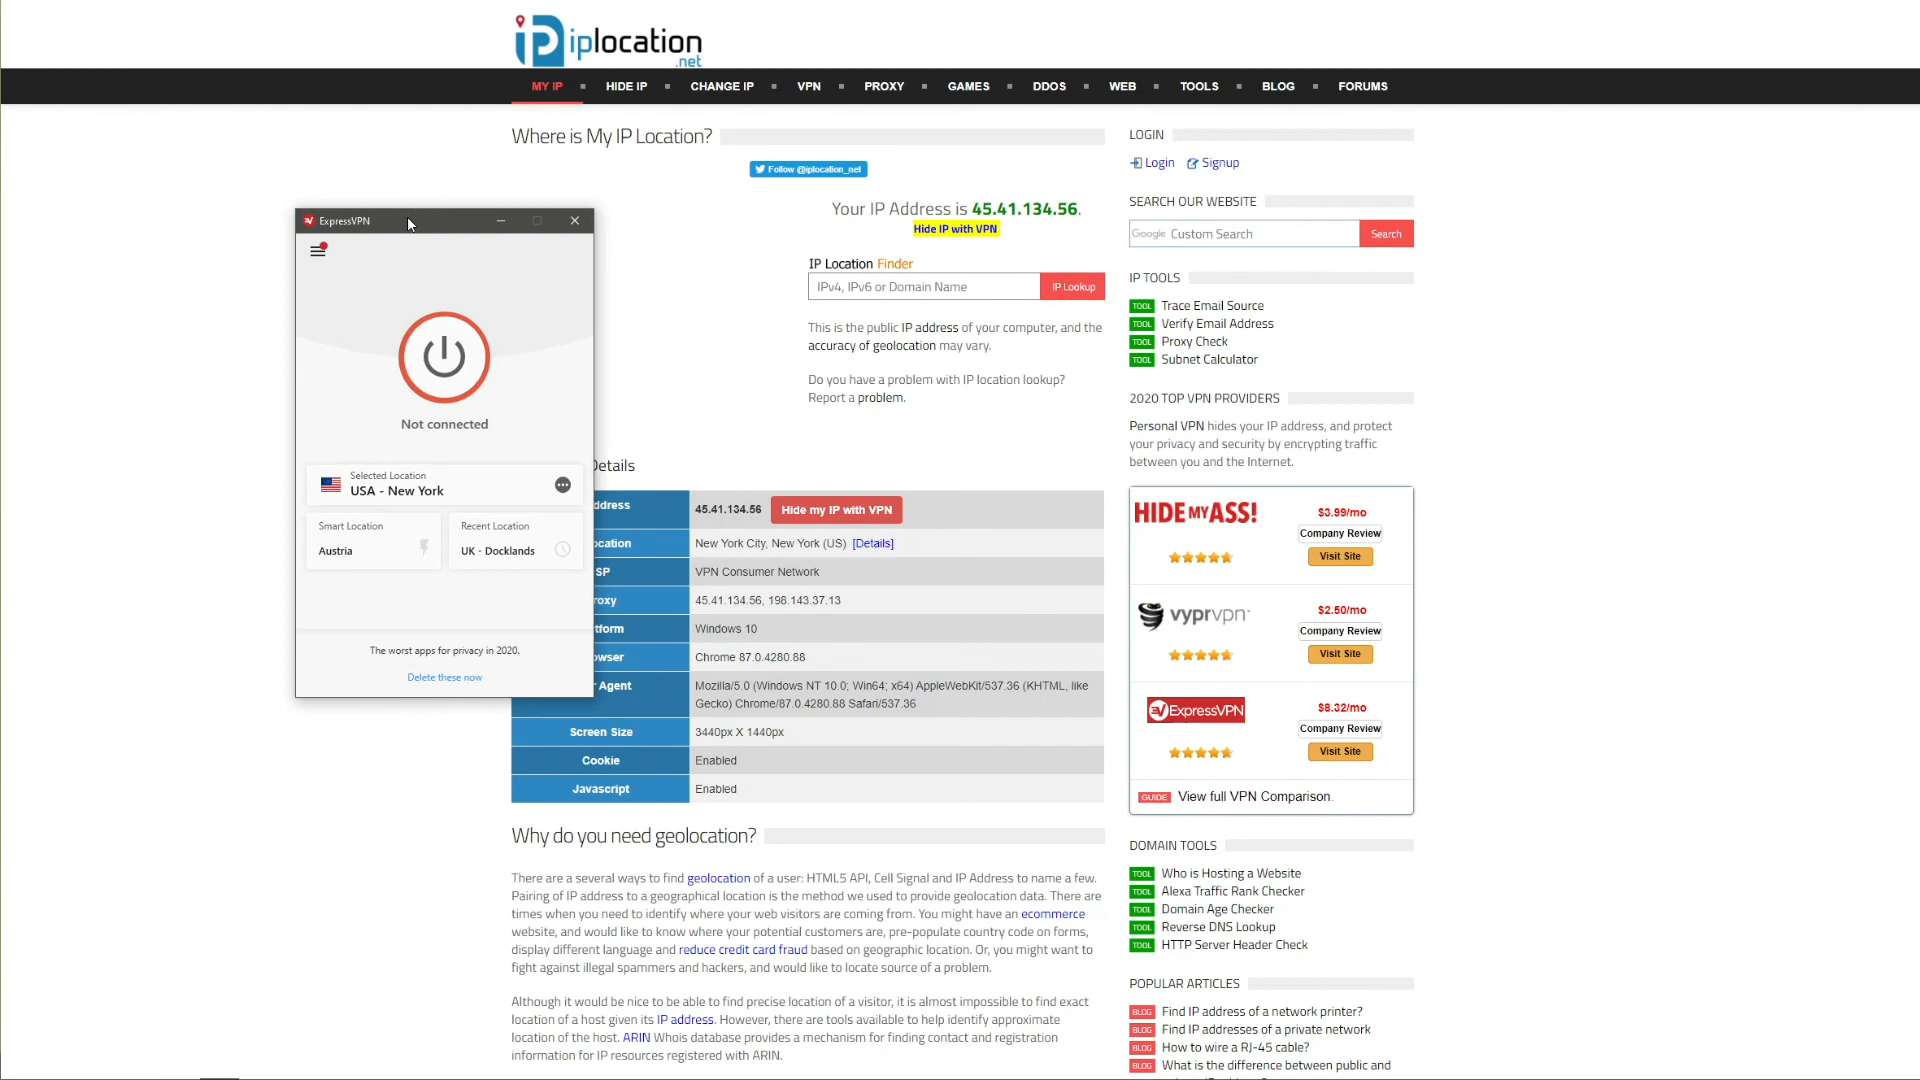 iplocation
.net
MY IP
HIDE IP
CHANGE IP
VPN
PROXY
GAMES
DDOS
WEB
TOOLS
BLOG
FORUMS
Where is My IP Location?
Follow @iplocation_net
Your IP Address is 45.41.134.56.
Hide IP with VPN
IP Location Finder
IPv4, IPv6 or Domain Name
IP Lookup
This is the public IP address of your computer, and the
accuracy of geolocation may vary.
Do you have a problem with IP location lookup?
Report a problem.
ExpressVPN
Not connected
Selected Location
USA - New York
Smart Location
Austria
Recent Location
UK - Docklands
The worst apps for privacy in 2020.
Delete these now
Details
ddress 45.41.134.56 Hide my IP with VPN
ocation New York City, New York (US) [Details]
SP VPN Consumer Network
roxy 45.41.134.56, 198.143.37.13
tform Windows 10
owser Chrome 87.0.4280.88
r Agent Mozilla/5.0 (Windows NT 10.0; Win64; x64) AppleWebKit/537.36 (KHTML, like
Gecko) Chrome/87.0.4280.88 Safari/537.36
Screen Size 3440px X 1440px
Cookie Enabled
Javascript Enabled
Why do you need geolocation?
There are a several ways to find geolocation of a user: HTML5 API, Cell Signal and IP Address to name a few.
Pairing of IP address to a geographical location is the method we used to provide geolocation data. There are
times when you need to identify where your web visitors are coming from. You might have an ecommerce
website, and would like to know where your potential customers are, pre-populate country code on forms,
display different language and reduce credit card fraud based on geographic location. Or, you might want to
fight against illegal spammers and hackers, and would like to locate source of a problem.
Although it would be nice to be able to find precise location of a visitor, it is almost impossible to find exact
location of a host given its IP address. However, there are tools available to help identify approximate
location of the host. ARIN Whois database provides a mechanism for finding contact and registration
information for IP resources registered with ARIN.
LOGIN
Login Signup
SEARCH OUR WEBSITE
Google Custom Search
Search
IP TOOLS
TOOL Trace Email Source
TOOL Verify Email Address
TOOL Proxy Check
TOOL Subnet Calculator
2020 TOP VPN PROVIDERS
Personal VPN hides your IP address, and protect
your privacy and security by encrypting traffic
between you and the Internet.
HIDE MY ASS!
$3.99/mo
Company Review
Visit Site
vyprvpn
$2.50/mo
Company Review
Visit Site
ExpressVPN
$8.32/mo
Company Review
Visit Site
GUIDE View full VPN Comparison.
DOMAIN TOOLS
TOOL Who is Hosting a Website
TOOL Alexa Traffic Rank Checker
TOOL Domain Age Checker
TOOL Reverse DNS Lookup
TOOL HTTP Server Header Check
POPULAR ARTICLES
BLOG Find IP address of a network printer?
BLOG Find IP addresses of a private network
BLOG How to wire a RJ-45 cable?
BLOG What is the difference between public and